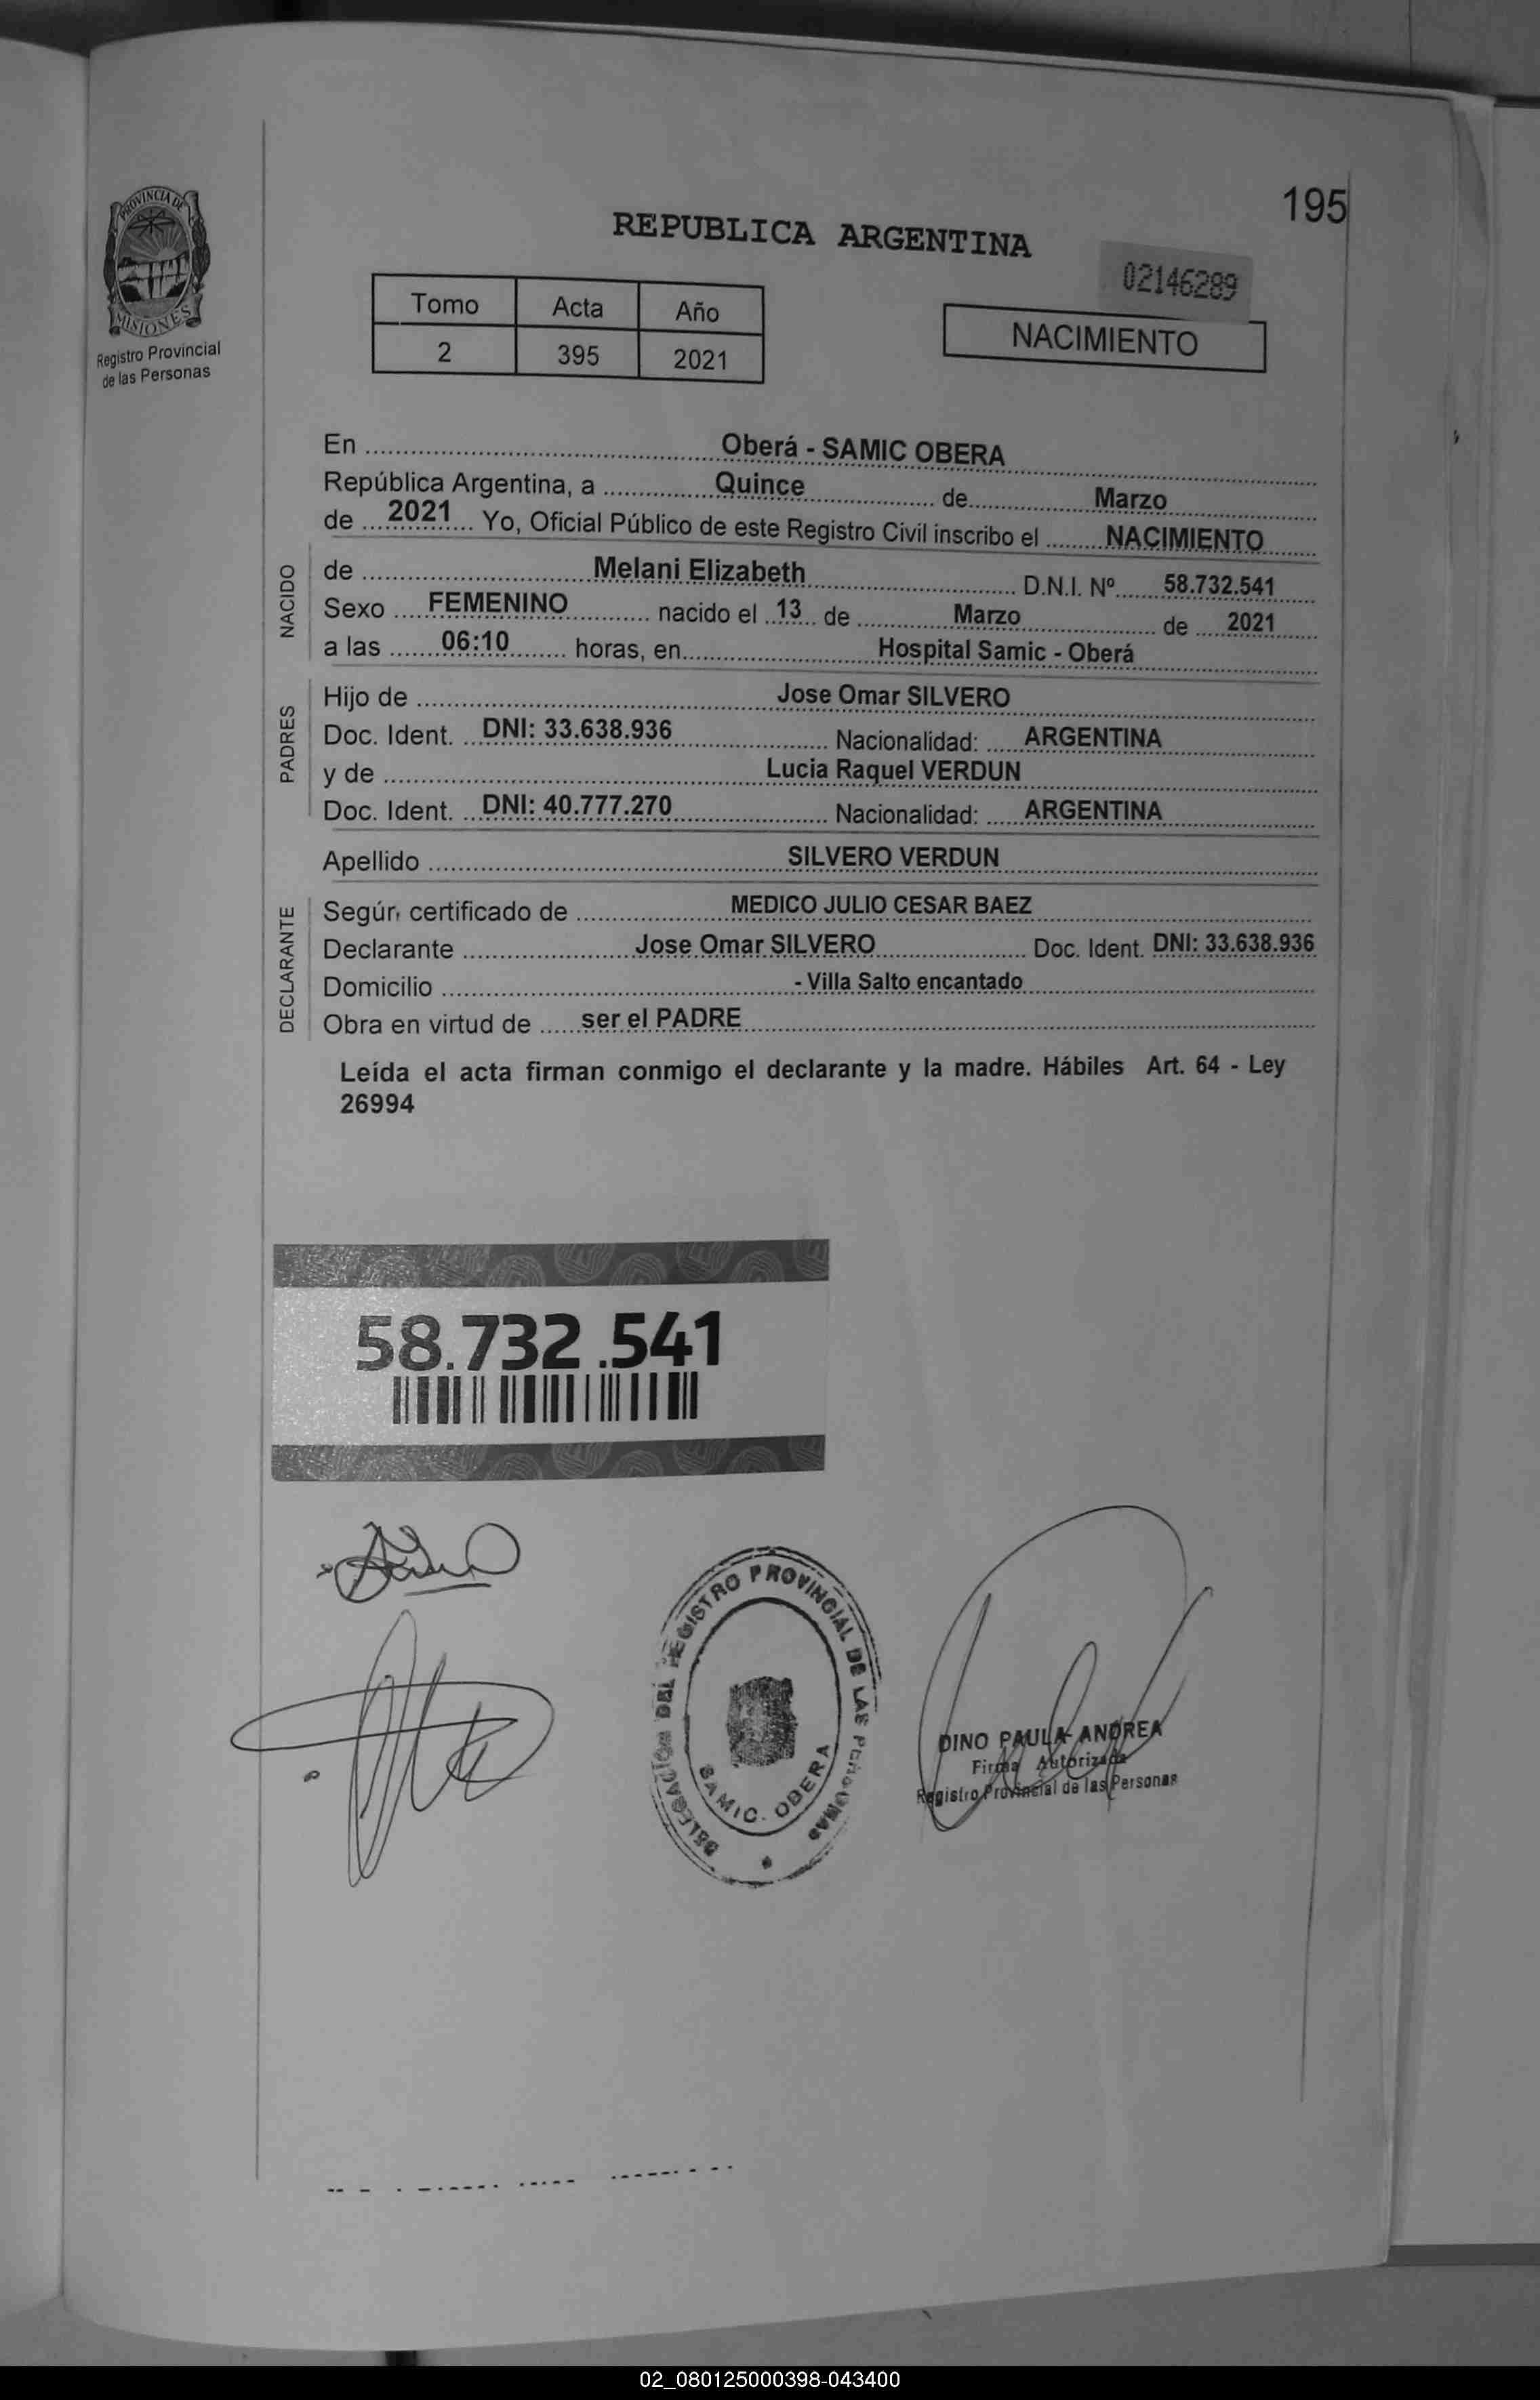 195
PROVINCIA DE
MISIONES
Registro Provincial
de las Personas
REPUBLICA ARGENTINA
02146289
Tomo Acta Año
2 395 2021
NACIMIENTO
En Oberá - SAMIC OBERA
República Argentina, a Quince de Marzo
de 2021 Yo, Oficial Público de este Registro Civil inscribo el NACIMIENTO
NACIDO
de Melani Elizabeth D.N.I. Nº 58.732.541
Sexo FEMENINO nacido el 13 de Marzo de 2021
a las 06:10 horas, en Hospital Samic - Oberá
PADRES
Hijo de Jose Omar SILVERO
Doc. Ident. DNI: 33.638.936 Nacionalidad: ARGENTINA
y de Lucia Raquel VERDUN
Doc. Ident. DNI: 40.777.270 Nacionalidad: ARGENTINA
Apellido SILVERO VERDUN
DECLARANTE
Según certificado de MEDICO JULIO CESAR BAEZ
Declarante Jose Omar SILVERO Doc. Ident. DNI: 33.638.936
Domicilio - Villa Salto encantado
Obra en virtud de ser el PADRE
Leída el acta firman conmigo el declarante y la madre. Hábiles Art. 64 - Ley
26994
58.732.541
DELEGACION DEL REGISTRO PROVINCIAL DE LAS PERSONAS
SAMIC. OBERA
DINO PAULA ANDREA
Firma Autorizada
Registro Provincial de las Personas
02_080125000398-043400